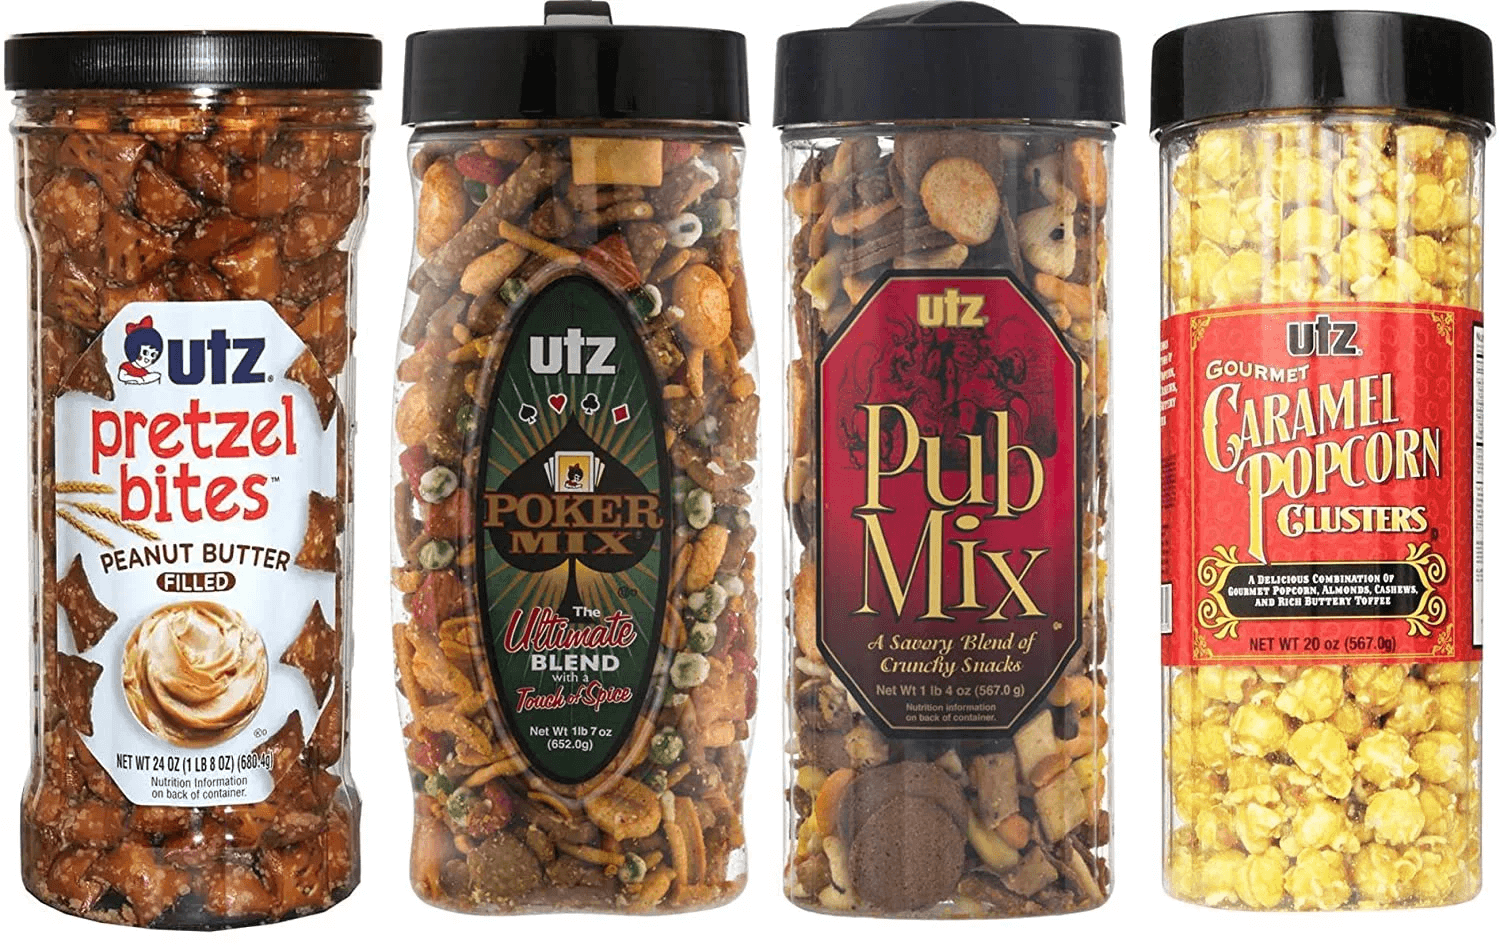 utz
pretzel
bites™
PEANUT BUTTER
FILLED
NET WT 24 OZ (1 LB 8 OZ) (680.4g)
Nutrition Information
on back of container.
utz
POKER
MIX
The
Ultimate
BLEND
with a
Touch of Spice
Net Wt 1lb 7 oz
(652.0g)
utz
Pub
Mix
A Savory Blend of
Crunchy Snacks
Net Wt 1 lb 4 oz (567.0 g)
Nutrition information
on back of container.
utz
GOURMET
CARAMEL
POPCORN
CLUSTERS
A DELICIOUS COMBINATION OF
GOURMET POPCORN, ALMONDS, CASHEWS,
AND RICH BUTTERY TOFFEE
NET WT 20 oz (567.0g)